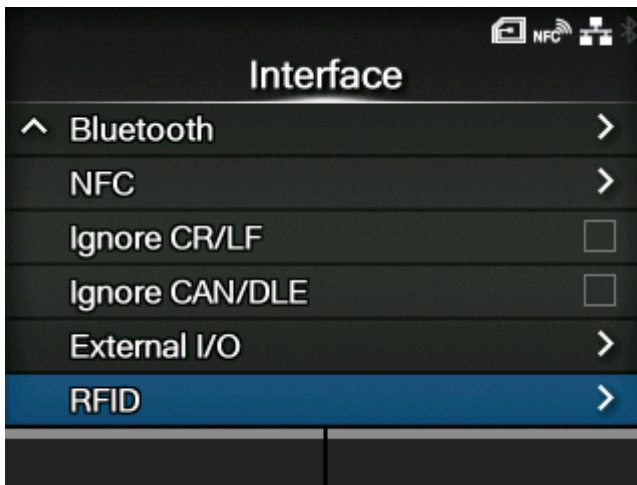 NFC
Interface
Bluetooth
NFC
Ignore CR/LF
Ignore CAN/DLE
External I/O
RFID